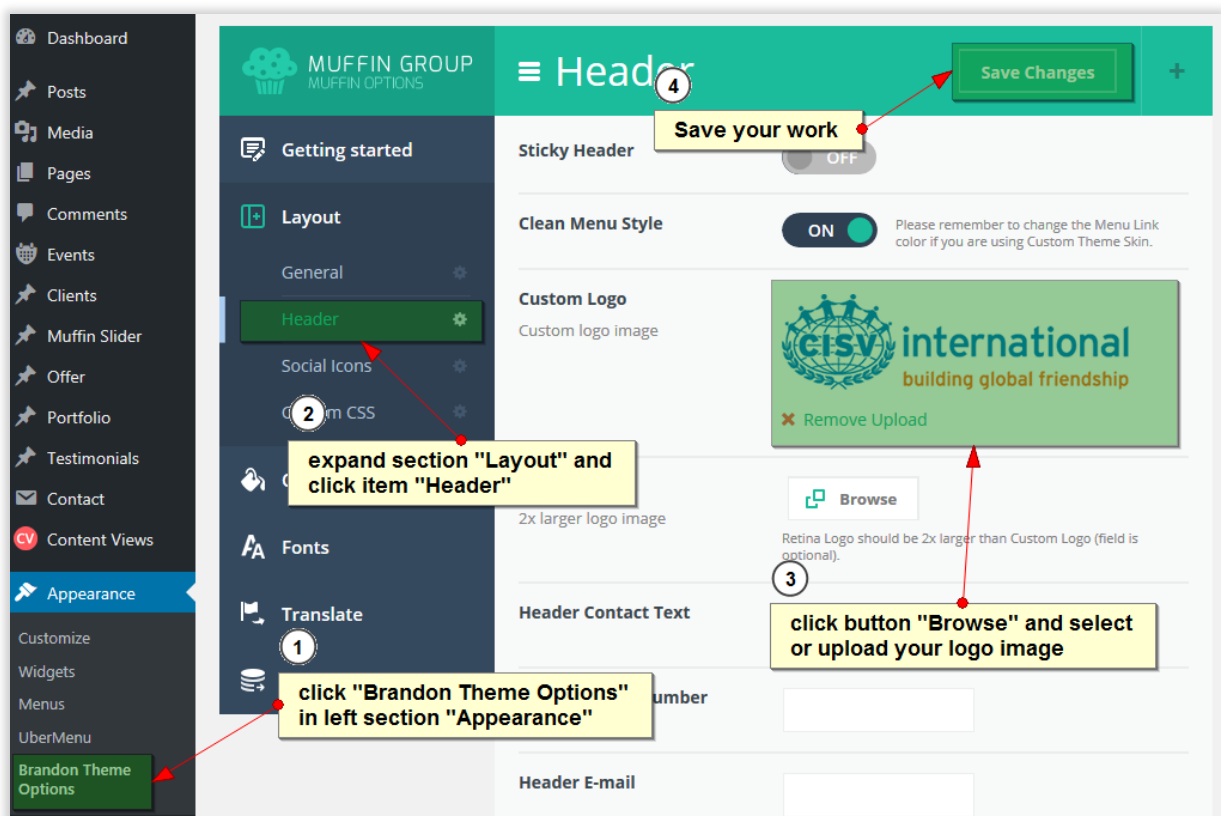 Dashboard
Posts
Media
Pages
Comments
Events
Clients
Muffin Slider
Offer
Portfolio
Testimonials
Contact
CV Content Views
Appearance
Customize
Widgets
Menus
UberMenu
Brandon Theme
Options
MUFFIN GROUP
MUFFIN OPTIONS
Getting started
Layout
General
Header
Social Icons
m CSS
2
expand section "Layout" and
click item "Header"
Fonts
Translate
1
click "Brandon Theme Options"
in left section "Appearance"
Header
4
Save Changes
+
Save your work
Sticky Header
OFF
Clean Menu Style
ON
Please remember to change the Menu Link
color if you are using Custom Theme Skin.
Custom Logo
Custom logo image
CISV
international
building global friendship
Remove Upload
2x larger logo image
Browse
Retina Logo should be 2x larger than Custom Logo (field is
optional).
3
Header Contact Text
click button "Browse" and select
or upload your logo image
umber
Header E-mail